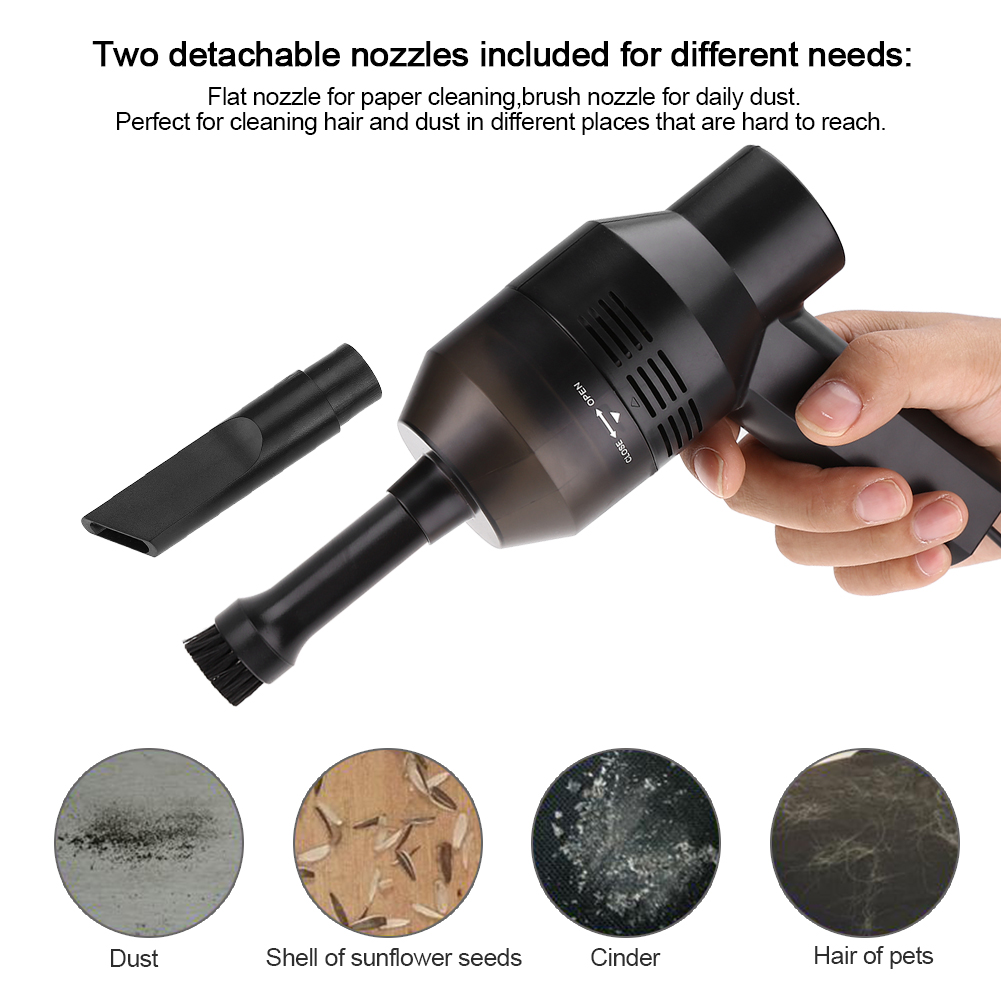 Two detachable nozzles included for different needs:
Flat nozzle for paper cleaning,brush nozzle for daily dust.
Perfect for cleaning hair and dust in different places that are hard to reach.
OPEN
CLOSE
Dust
Shell of sunflower seeds
Cinder
Hair of pets